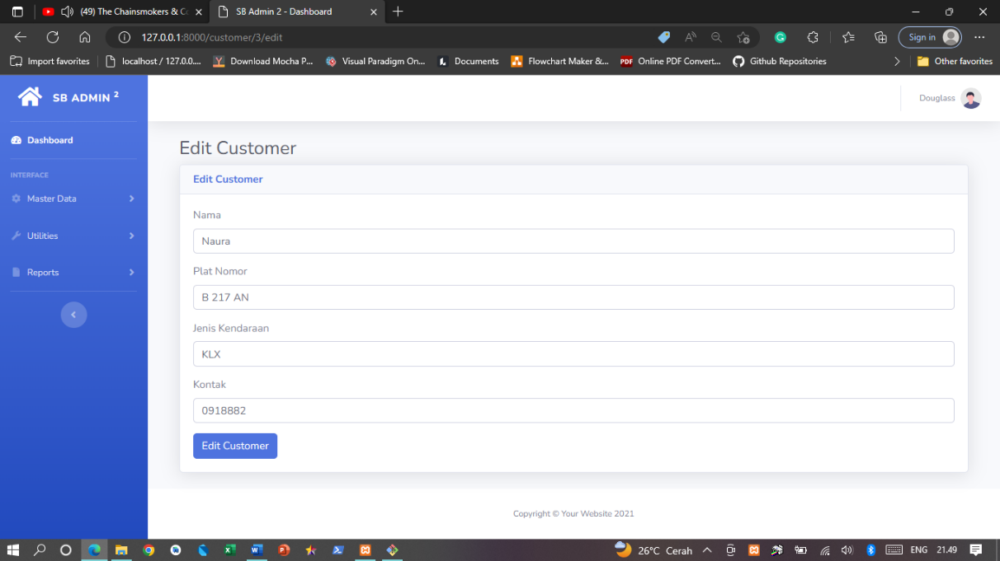 (49) The Chainsmokers & Co
SB Admin 2 - Dashboard
127.0.0.1:8000/customer/3/edit
Sign in
Import favorites
localhost / 127.0.0....
Download Mocha P...
Visual Paradigm On...
Documents
Flowchart Maker &...
Online PDF Convert...
Github Repositories
Other favorites
SB ADMIN 2
Douglass
Dashboard
INTERFACE
Master Data
Utilities
Reports
Edit Customer
Edit Customer
Nama
Naura
Plat Nomor
B 217 AN
Jenis Kendaraan
KLX
Kontak
0918882
Edit Customer
Copyright © Your Website 2021
26°C Cerah
ENG
21.49